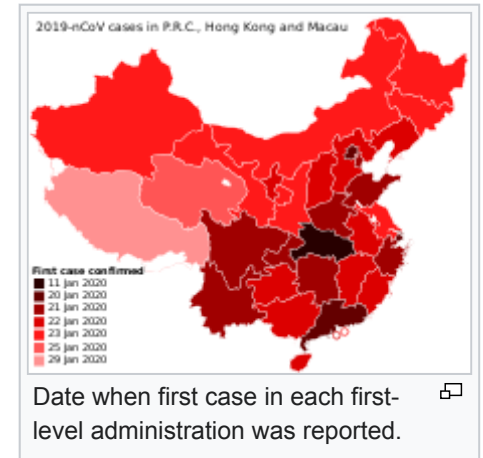 2019-nCoV cases in P.R.C., Hong Kong and Macau
First case confirmed
11 Jan 2020
20 Jan 2020
21 Jan 2020
22 Jan 2020
23 Jan 2020
25 Jan 2020
29 Jan 2020
Date when first case in each first-
level administration was reported.